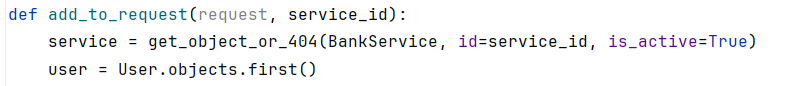 def add_to_request(request, service_id):
    service = get_object_or_404(BankService, id=service_id, is_active=True)
    user = User.objects.first()